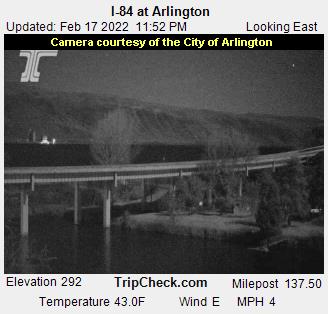 I-84 at Arlington
Updated: Feb 17 2022 11:52 PM Looking East
Camera courtesy of the City of Arlington
Elevation 292 TripCheck.com Milepost 137.50
Temperature 43.0F Wind E MPH 4